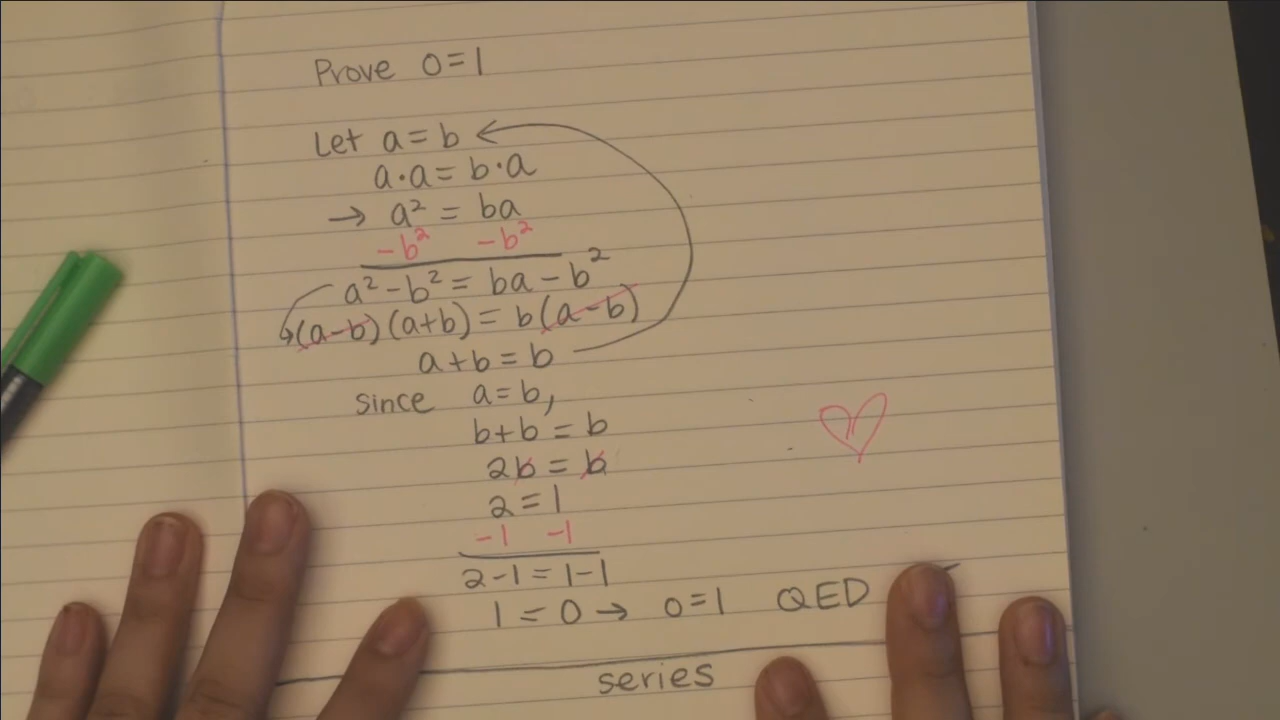 Prove 0=1
Let a=b
a·a=b·a
→ a² = ba
-b² -b²
a²-b²= ba-b²
(a-b)(a+b)= b(a-b)
a+b=b
since a=b,
b+b=b
2b=b
2=1
-1 -1
2-1=1-1
1=0→ 0=1 QED
series